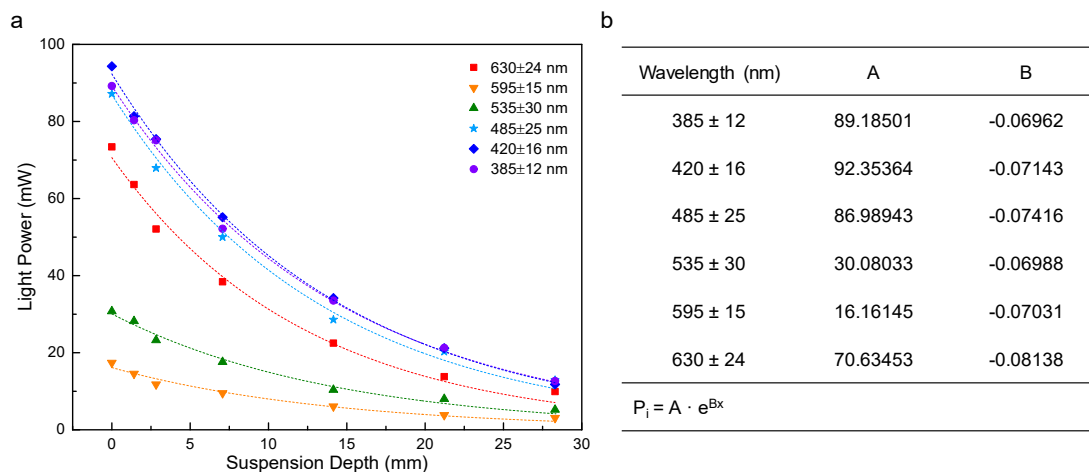 a
100
80
60
40
20
0
Light Power (mW)
0 5 10 15 20 25 30
Suspension Depth (mm)
630±24 nm
595±15 nm
535±30 nm
485±25 nm
420±16 nm
385±12 nm
b
Wavelength (nm) A B
385 ± 12 89.18501 -0.06962
420 ± 16 92.35364 -0.07143
485 ± 25 86.98943 -0.07416
535 ± 30 30.08033 -0.06988
595 ± 15 16.16145 -0.07031
630 ± 24 70.63453 -0.08138
Pi = A · eBx